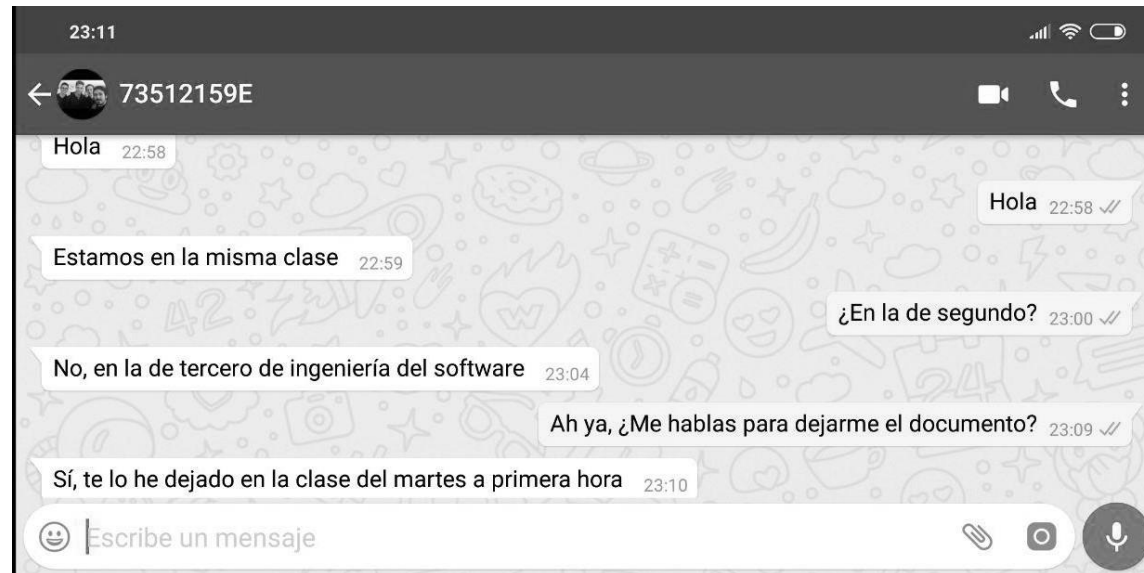 23:11
73512159E
Hola 22:58
Hola 22:58
Estamos en la misma clase 22:59
¿En la de segundo? 23:00
No, en la de tercero de ingeniería del software 23:04
Ah ya, ¿Me hablas para dejarme el documento? 23:09
Sí, te lo he dejado en la clase del martes a primera hora 23:10
Escribe un mensaje